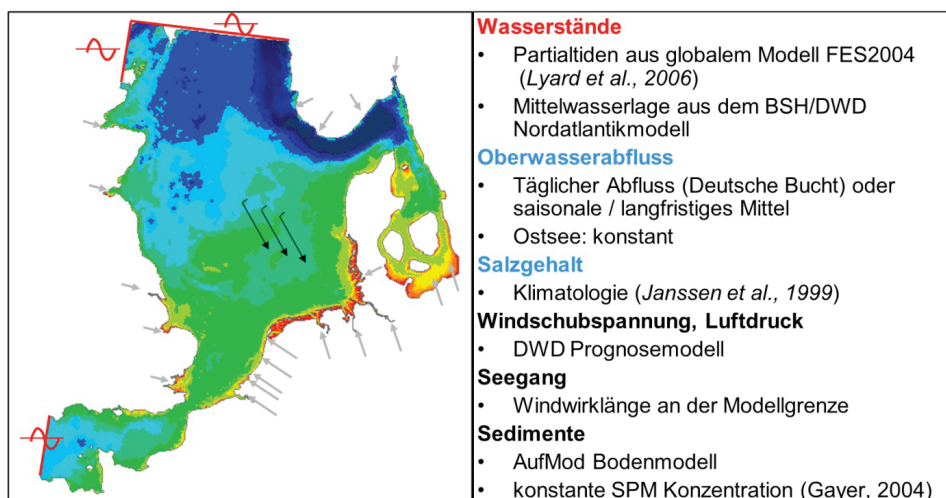 Wasserstände
• Partialtiden aus globalem Modell FES2004
(Lyard et al., 2006)
• Mittelwasserlage aus dem BSH/DWD
Nordatlantikmodell
Oberwasserabfluss
• Täglicher Abfluss (Deutsche Bucht) oder
saisonale / langfristiges Mittel
• Ostsee: konstant
Salzgehalt
• Klimatologie (Janssen et al., 1999)
Windschubspannung, Luftdruck
• DWD Prognosemodell
Seegang
• Windwirklänge an der Modellgrenze
Sedimente
• AufMod Bodenmodell
• konstante SPM Konzentration (Gayer, 2004)